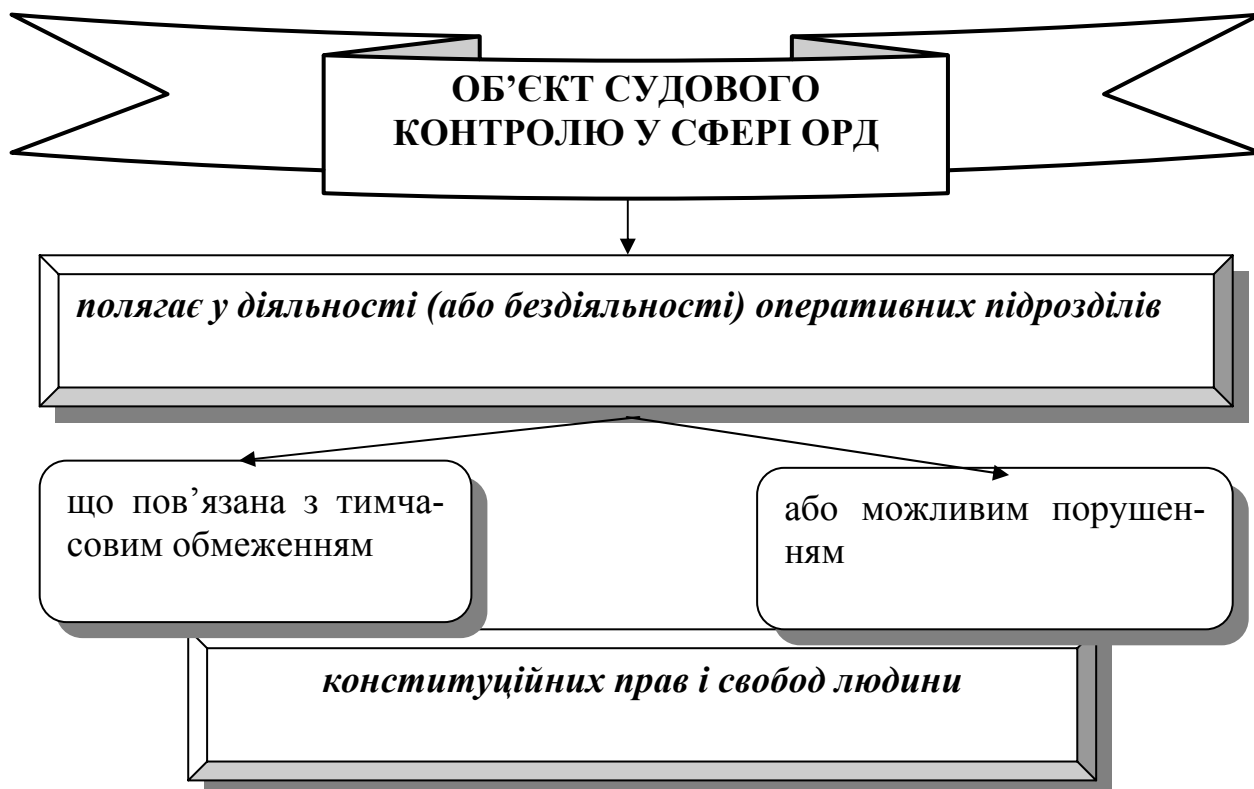 ОБ’ЄКТ СУДОВОГО
КОНТРОЛЮ У СФЕРІ ОРД
полягає у діяльності (або бездіяльності) оперативних підрозділів
що пов’язана з тимча-
совим обмеженням
або можливим порушен-
ням
конституційних прав і свобод людини